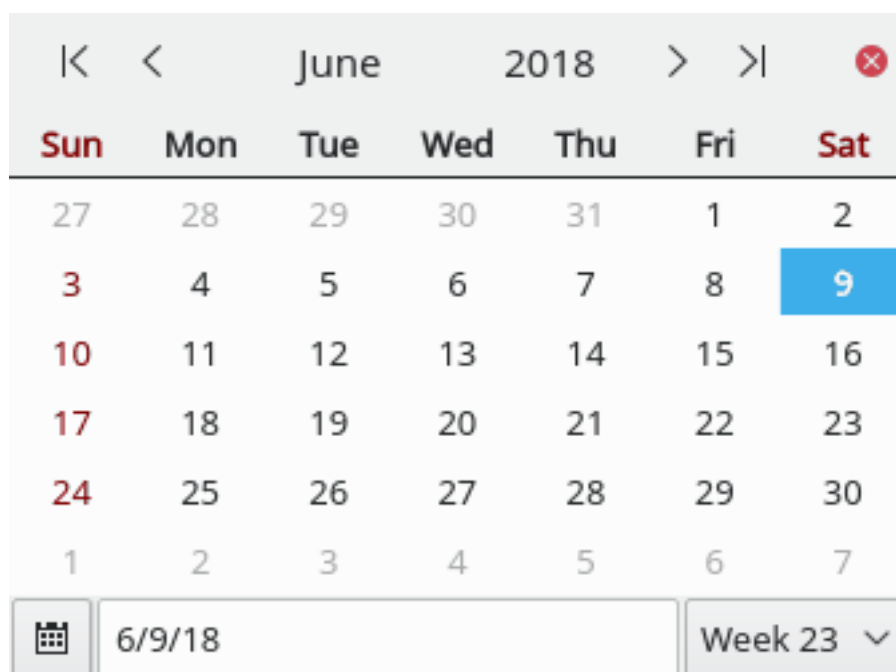 June 2018
Sun Mon Tue Wed Thu Fri Sat
27 28 29 30 31 1 2
3 4 5 6 7 8 9
10 11 12 13 14 15 16
17 18 19 20 21 22 23
24 25 26 27 28 29 30
1 2 3 4 5 6 7
6/9/18 Week 23